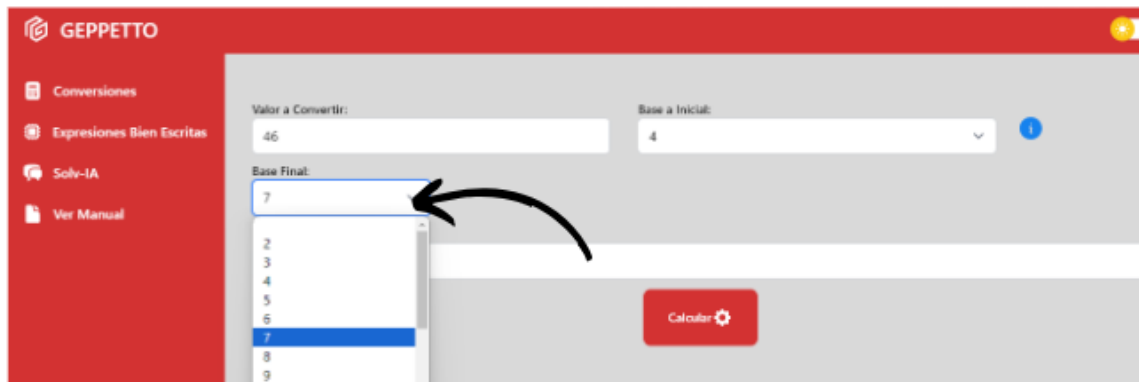 GEPPETTO
Conversiones
Expresiones Bien Escritas
Solv-IA
Ver Manual
Valor a Convertir:
46
Base a Inicial:
4
i
Base Final:
7
2
3
4
5
6
7
8
9
Calcular